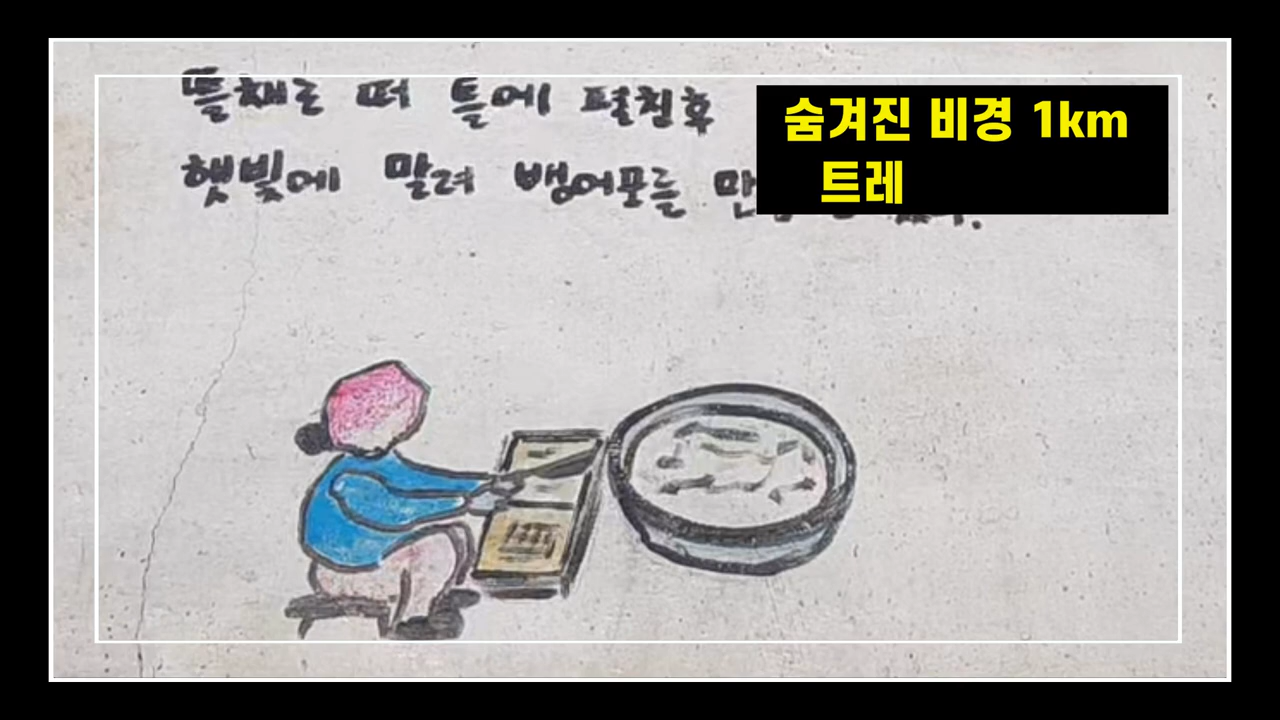 뜰채로 떠 틀에 펼친후
햇빛에 말려 뱅어포를
숨겨진 비경 1km
트레